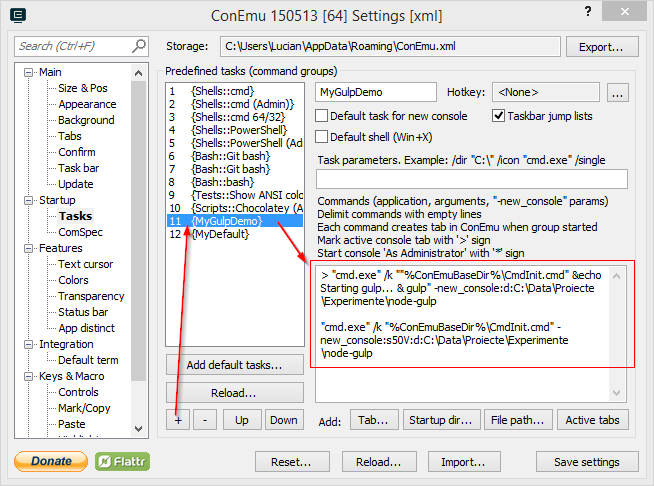 ConEmu 150513 [64] Settings [xml]
?
Search (Ctrl+F)
Storage:
C:\Users\Lucian\AppData\Roaming\ConEmu.xml
Export...
Main
Size & Pos
Appearance
Background
Tabs
Confirm
Task bar
Update
Startup
Tasks
ComSpec
Features
Text cursor
Colors
Transparency
Status bar
App distinct
Integration
Default term
Keys & Macro
Controls
Mark/Copy
Paste
Predefined tasks (command groups)
1 {Shells::cmd}
2 {Shells::cmd (Admin)}
3 {Shells::cmd 64/32}
4 {Shells::PowerShell}
5 {Shells::PowerShell (Ad
6 {Bash::Git bash}
7 {Bash::Git bash}
8 {Bash::bash}
9 {Tests::Show ANSI colo
10 {Scripts::Chocolatey (A
11 {MyGulpDemo}
12 {MyDefault}
Add default tasks...
Reload...
+
-
Up
Down
MyGulpDemo
Hotkey:
<None>
...
Default task for new console
Taskbar jump lists
Default shell (Win+X)
Task parameters. Example: /dir "C:\" /icon "cmd.exe" /single
Commands (application, arguments, "-new_console" params)
Delimit commands with empty lines
Each command creates tab in ConEmu when group started
Mark active console tab with '>' sign
Start console 'As Administrator' with '*' sign
> "cmd.exe" /k ""%ConEmuBaseDir%\CmdInit.cmd" &echo
Starting gulp... & gulp" -new_console:d:C:\Data\Proiecte
\Experimente\node-gulp
"cmd.exe" /k "%ConEmuBaseDir%\CmdInit.cmd" -
new_console:s50V:d:C:\Data\Proiecte\Experimente
\node-gulp
Add:
Tab...
Startup dir...
File path...
Active tabs
Donate
Flattr
Reset...
Reload...
Import...
Save settings